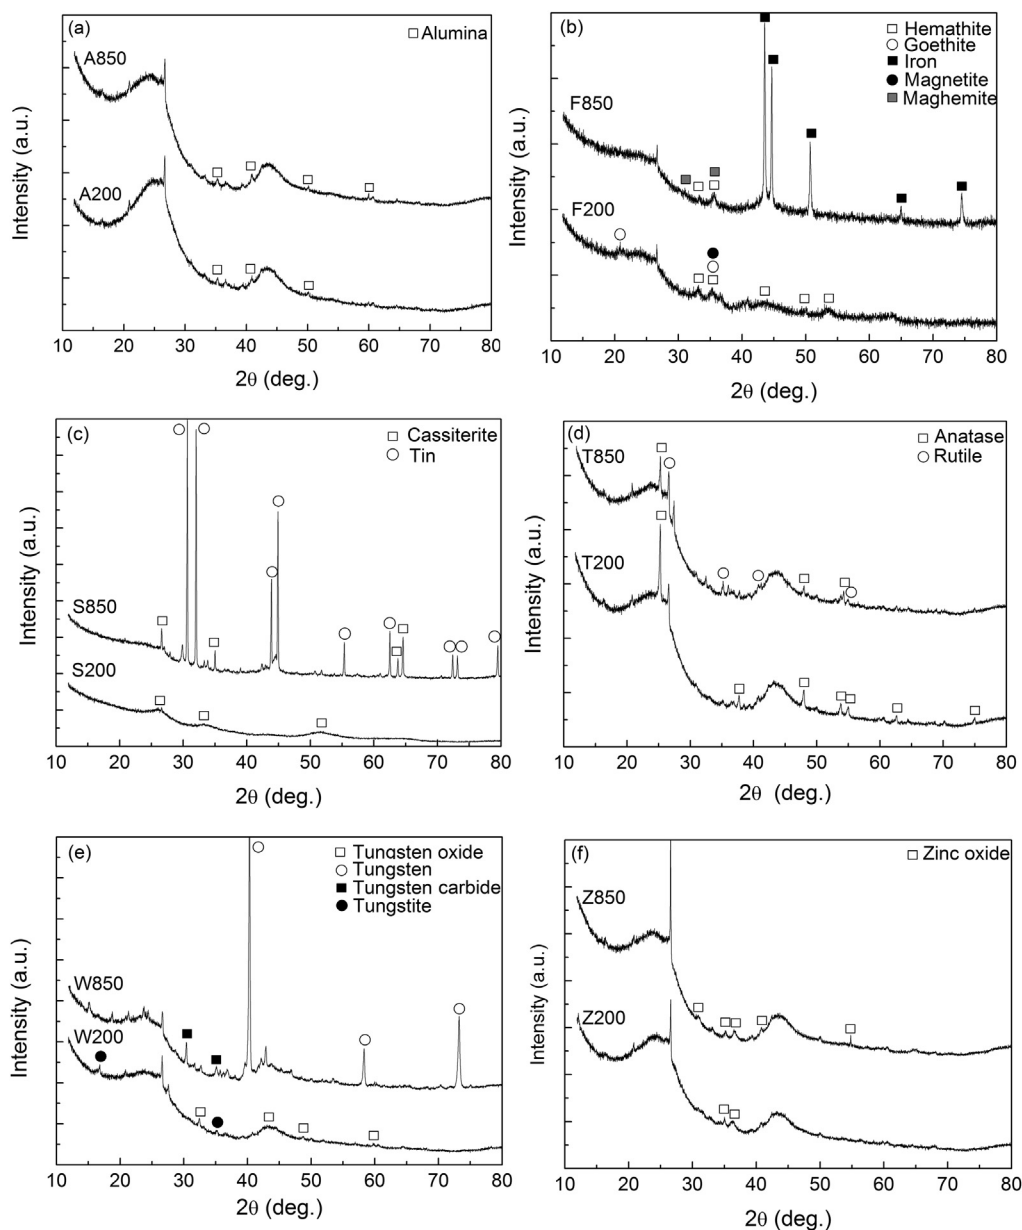 (a)
Alumina
A850
A200
Intensity (a.u.)
10 20 30 40 50 60 70 80
2θ (deg.)
(b)
Hemathite
Goethite
Iron
Magnetite
Maghemite
F850
F200
Intensity (a.u.)
10 20 30 40 50 60 70 80
2θ (deg.)
(c)
Cassiterite
Tin
S850
S200
Intensity (a.u.)
10 20 30 40 50 60 70 80
2θ (deg.)
(d)
Anatase
Rutile
T850
T200
Intensity (a.u.)
10 20 30 40 50 60 70 80
2θ (deg.)
(e)
Tungsten oxide
Tungsten
Tungsten carbide
Tungstite
W850
W200
Intensity (a.u.)
10 20 30 40 50 60 70 80
2θ (deg.)
(f)
Zinc oxide
Z850
Z200
Intensity (a.u.)
10 20 30 40 50 60 70 80
2θ (deg.)